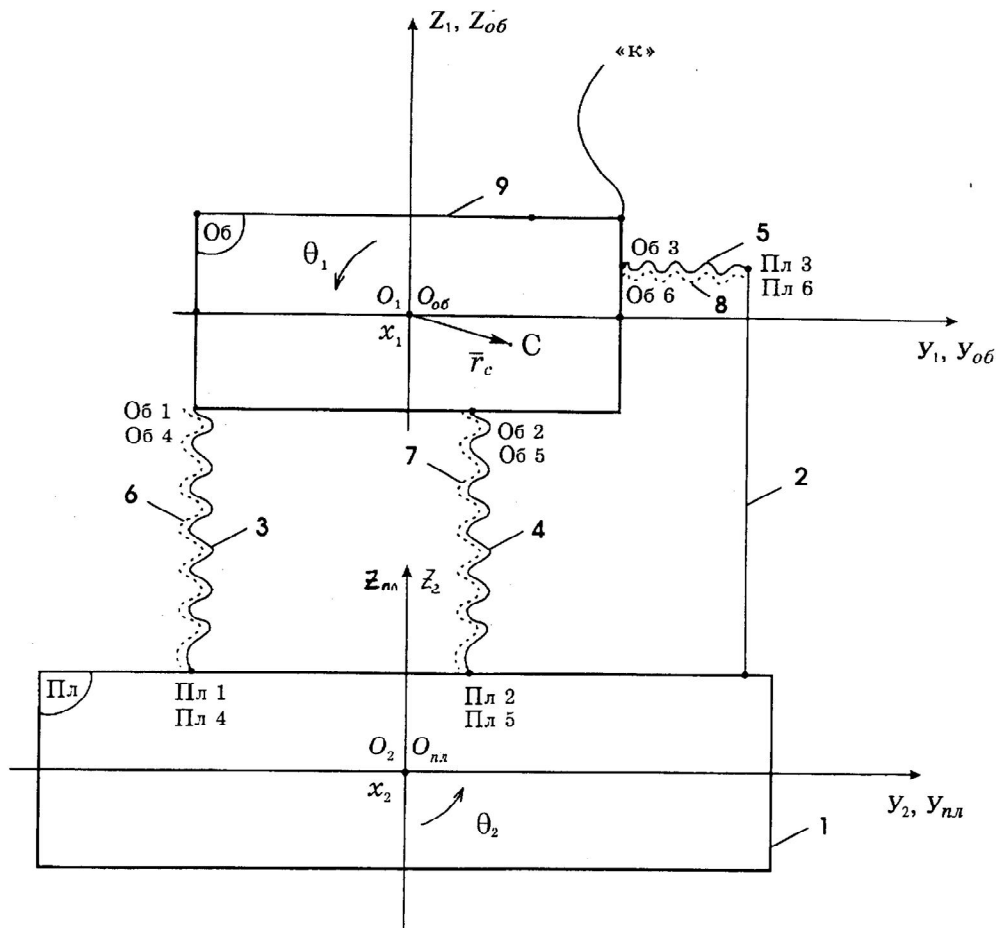 Z₁, Z_об
«к»
9
Об
θ₁
Об 3
5
Пл 3
O₁ O_об
Об 6
8
Пл 6
x₁
C
r̄_c
y₁, y_об
Об 1
Об 4
Об 2
Об 5
7
2
6
3
4
Z_пл Z₂
Пл
Пл 1
Пл 4
Пл 2
Пл 5
O₂ O_пл
x₂
y₂, y_пл
θ₂
1